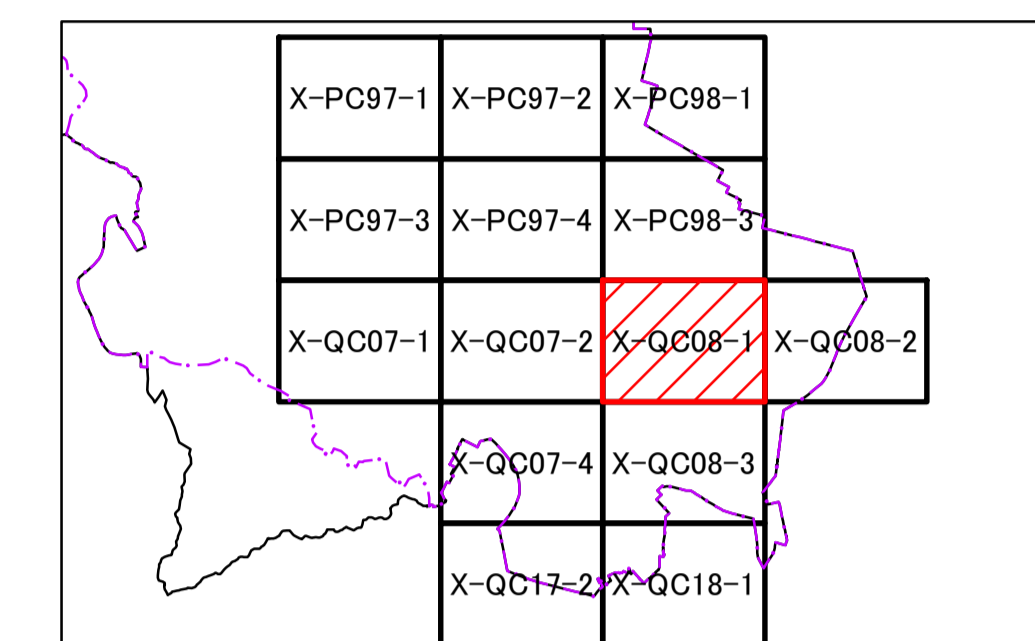 X-PC97-1 X-PC97-2 X-PC98-1
X-PC97-3 X-PC97-4 X-PC98-3
X-QC07-1 X-QC07-2 X-QC08-1 X-QC08-2
X-QC07-4 X-QC08-3
X-QC17-2 X-QC18-1